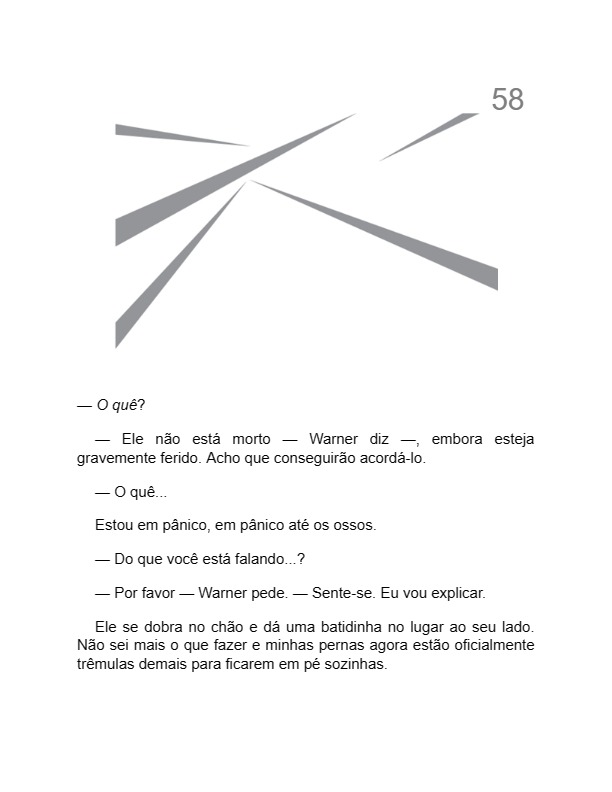 58
— O quê?
— Ele não está morto — Warner diz —, embora esteja
gravemente ferido. Acho que conseguirão acordá-lo.
— O quê...
Estou em pânico, em pânico até os ossos.
— Do que você está falando...?
— Por favor — Warner pede. — Sente-se. Eu vou explicar.
Ele se dobra no chão e dá uma batidinha no lugar ao seu lado.
Não sei mais o que fazer e minhas pernas agora estão oficialmente
trêmulas demais para ficarem em pé sozinhas.